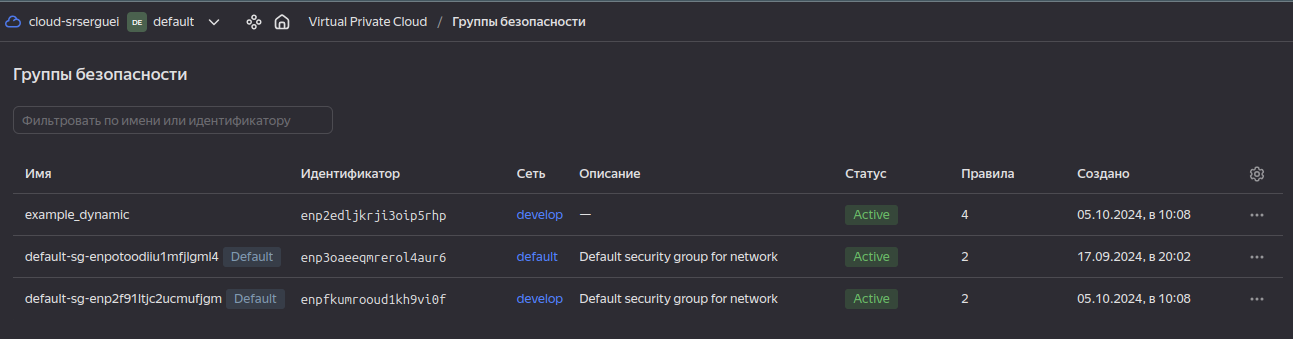 cloud-srserguei DE default Virtual Private Cloud / Группы безопасности
Группы безопасности
Фильтровать по имени или идентификатору
Имя Идентификатор Сеть Описание Статус Правила Создано
example_dynamic enp2edljkrji3oip5rhp develop — Active 4 05.10.2024, в 10:08 ...
default-sg-enpotoodiiu1mfjlgml4 Default enp3oaeeqmrerol4aur6 default Default security group for network Active 2 17.09.2024, в 20:02 ...
default-sg-enp2f91ltjc2ucmufjgm Default enpfkumrooud1kh9vi0f develop Default security group for network Active 2 05.10.2024, в 10:08 ...